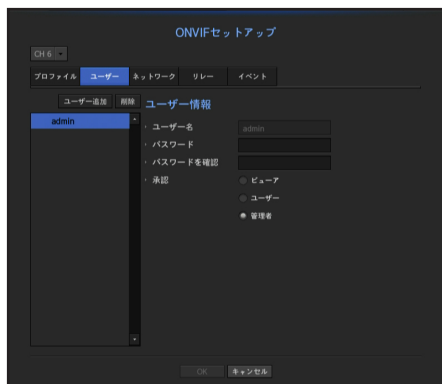 ONVIFセットアップ
CH 6
プロファイル ユーザー ネットワーク リレー イベント
ユーザー追加 削除 ユーザー情報
admin
ユーザー名 admin
パスワード
パスワードを確認
承認 ビューア
ユーザー
管理者
OK キャンセル